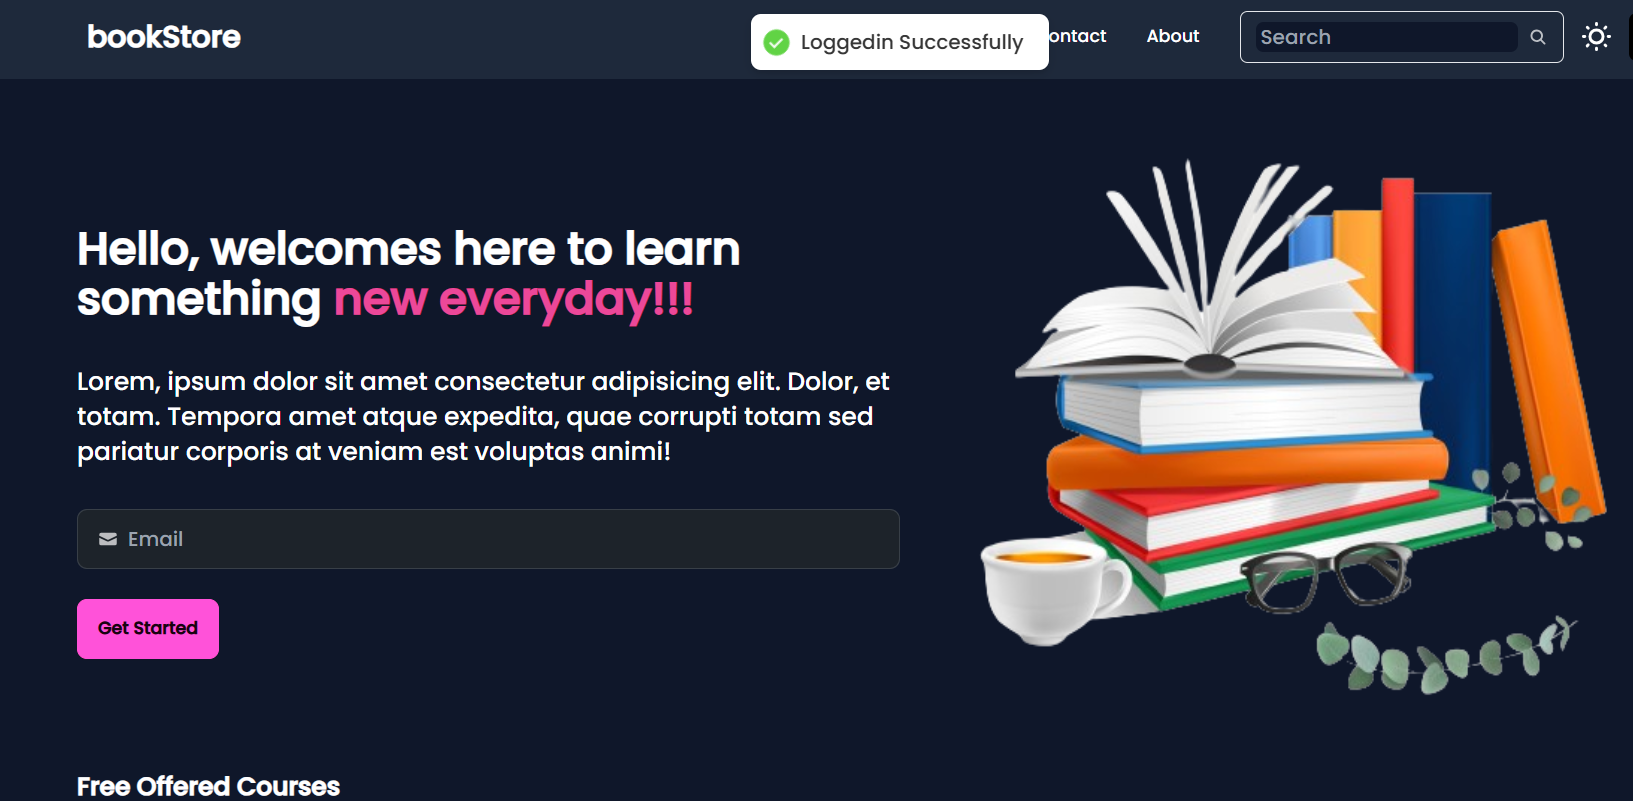 bookStore
Loggedin Successfully
ontact
About
Search
Hello, welcomes here to learn
something new everyday!!!
Lorem, ipsum dolor sit amet consectetur adipisicing elit. Dolor, et
totam. Tempora amet atque expedita, quae corrupti totam sed
pariatur corporis at veniam est voluptas animi!
Email
Get Started
Free Offered Courses